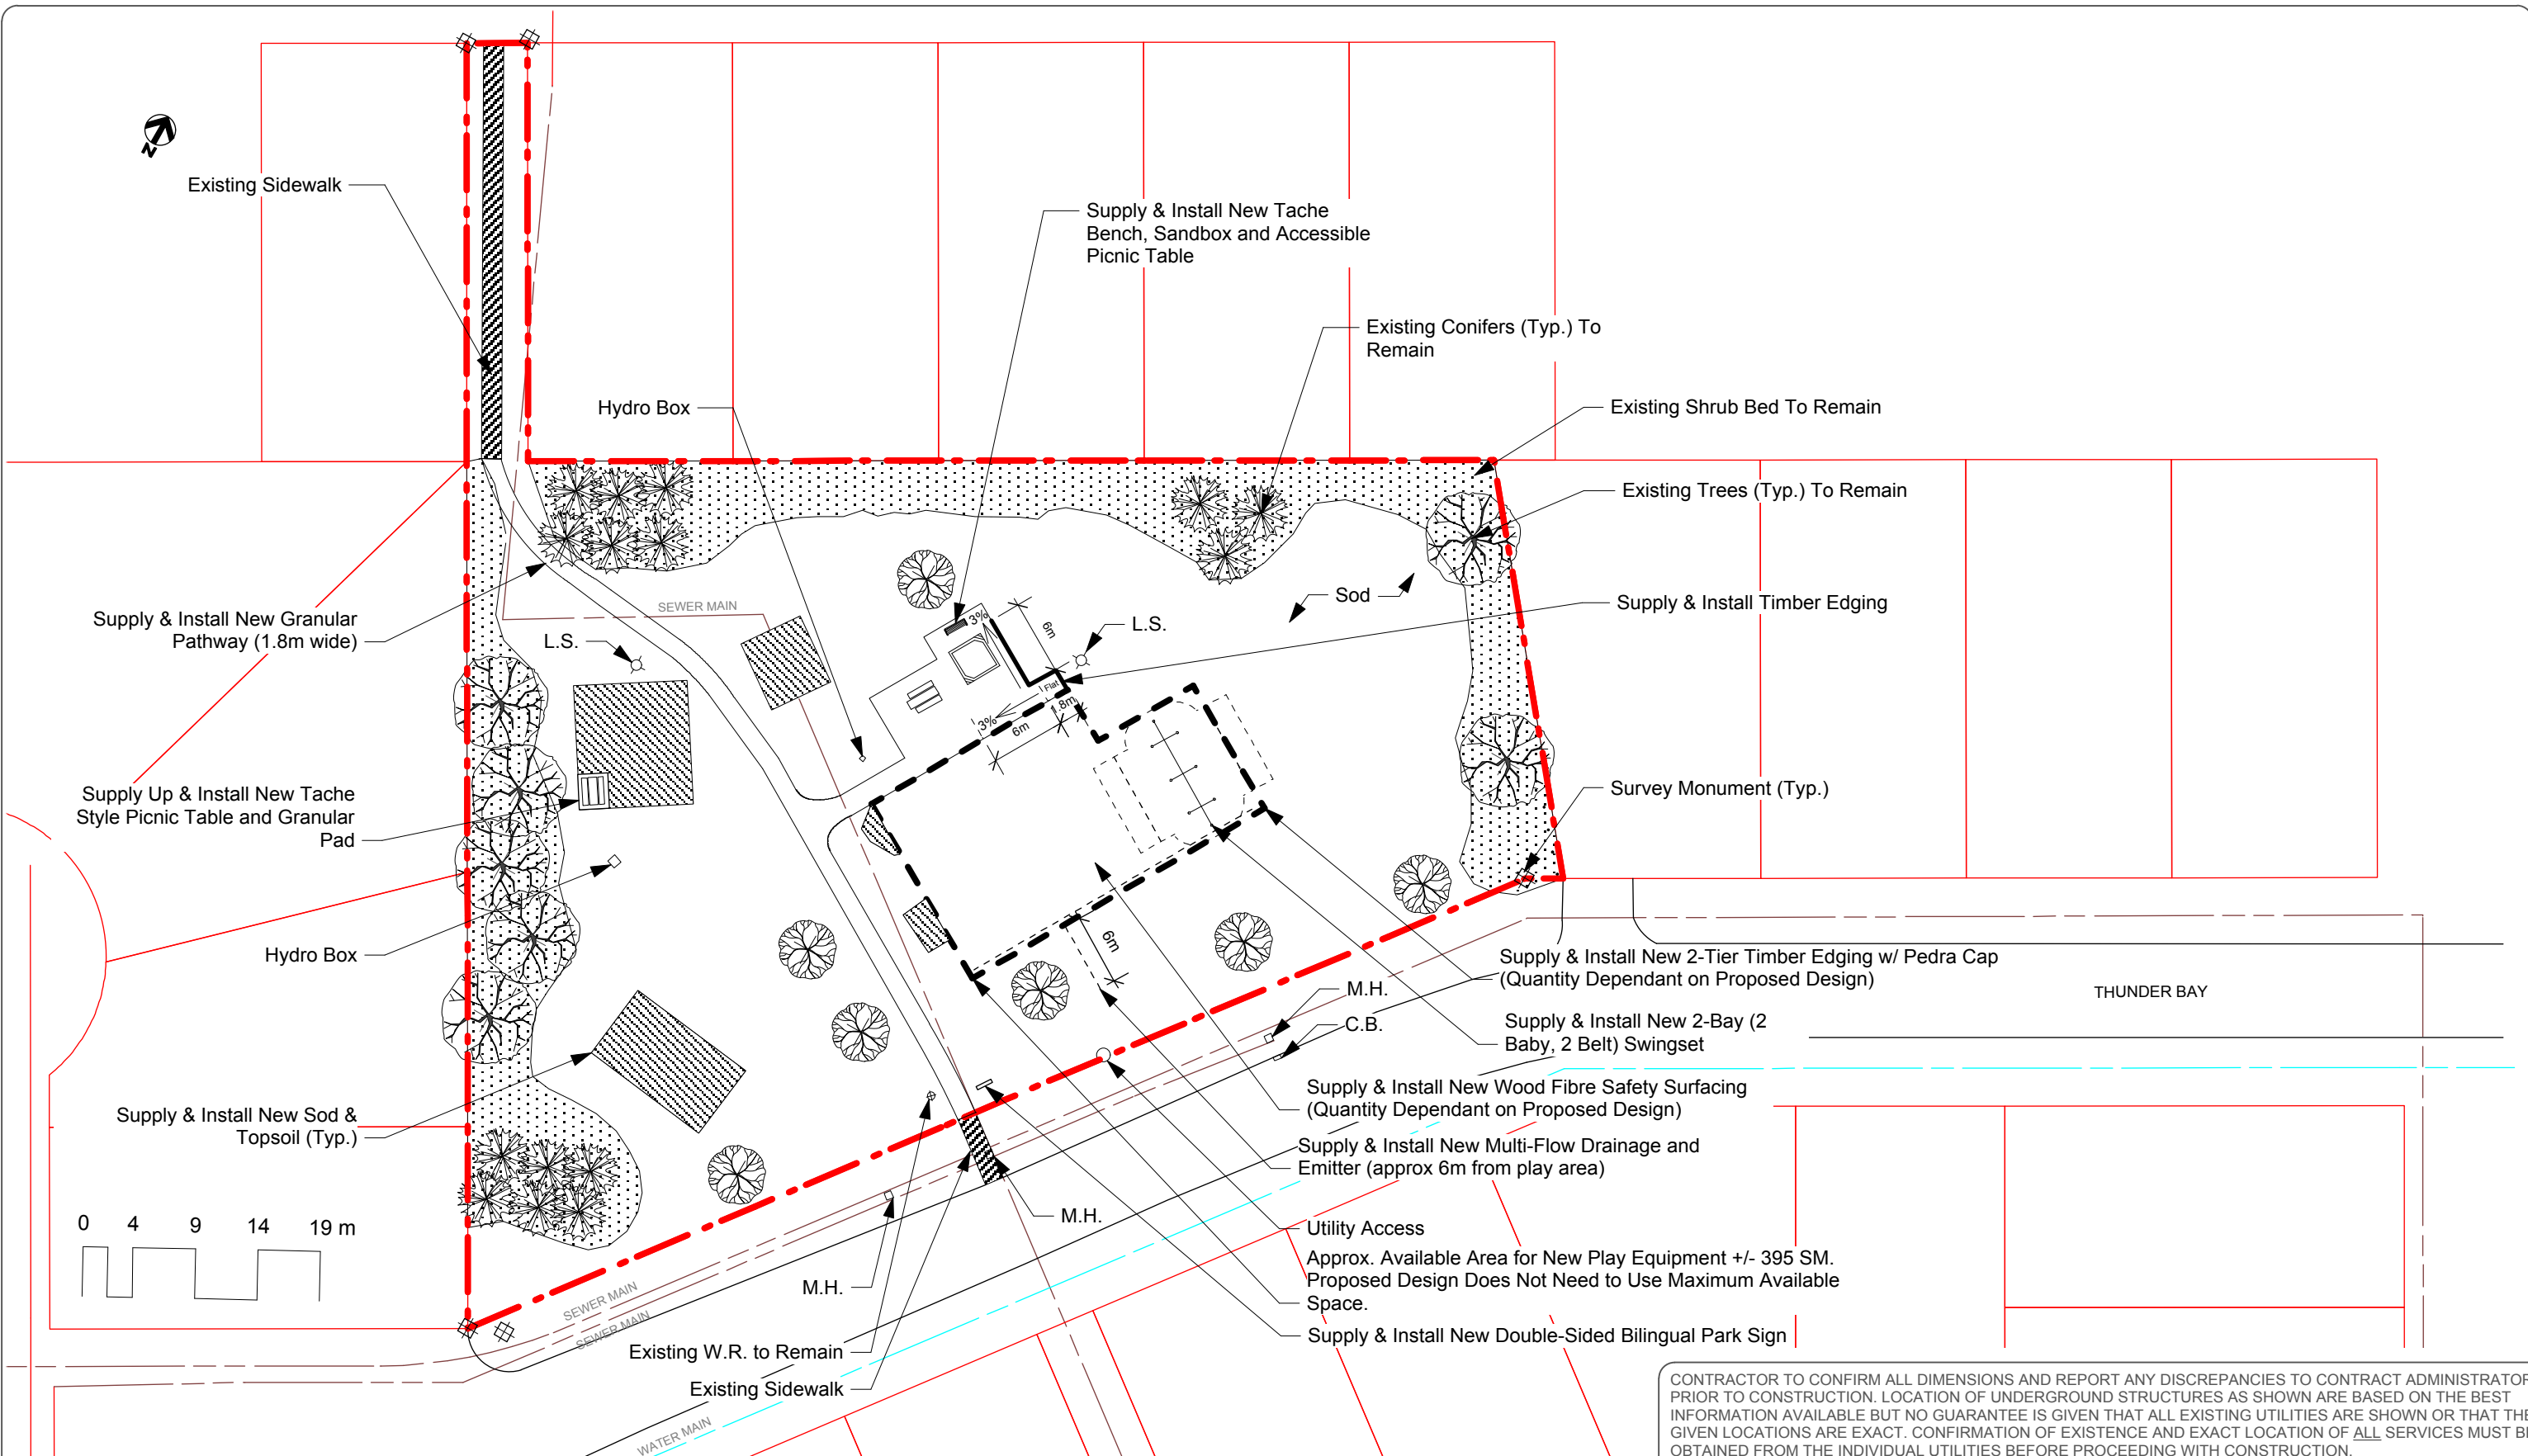 N
Existing Sidewalk
Supply & Install New Tache
Bench, Sandbox and Accessible
Picnic Table
Existing Conifers (Typ.) To
Remain
Hydro Box
Existing Shrub Bed To Remain
Existing Trees (Typ.) To Remain
Sod
SEWER MAIN
Supply & Install Timber Edging
Supply & Install New Granular
Pathway (1.8m wide)
L.S.
L.S.
3%
6m
Flat
1.8m
3%
6m
Supply Up & Install New Tache
Style Picnic Table and Granular
Pad
Survey Monument (Typ.)
Hydro Box
6m
Supply & Install New 2-Tier Timber Edging w/ Pedra Cap
(Quantity Dependant on Proposed Design)
THUNDER BAY
M.H.
C.B.
Supply & Install New 2-Bay (2
Baby, 2 Belt) Swingset
Supply & Install New Wood Fibre Safety Surfacing
(Quantity Dependant on Proposed Design)
Supply & Install New Sod &
Topsoil (Typ.)
Supply & Install New Multi-Flow Drainage and
Emitter (approx 6m from play area)
0 4 9 14 19 m
M.H.
Utility Access
Approx. Available Area for New Play Equipment +/- 395 SM.
Proposed Design Does Not Need to Use Maximum Available
Space.
M.H.
SEWER MAIN
SEWER MAIN
Supply & Install New Double-Sided Bilingual Park Sign
Existing W.R. to Remain
Existing Sidewalk
WATER MAIN
CONTRACTOR TO CONFIRM ALL DIMENSIONS AND REPORT ANY DISCREPANCIES TO CONTRACT ADMINISTRATOR
PRIOR TO CONSTRUCTION. LOCATION OF UNDERGROUND STRUCTURES AS SHOWN ARE BASED ON THE BEST
INFORMATION AVAILABLE BUT NO GUARANTEE IS GIVEN THAT ALL EXISTING UTILITIES ARE SHOWN OR THAT THE
GIVEN LOCATIONS ARE EXACT. CONFIRMATION OF EXISTENCE AND EXACT LOCATION OF ALL SERVICES MUST BE
OBTAINED FROM THE INDIVIDUAL UTILITIES BEFORE PROCEEDING WITH CONSTRUCTION.